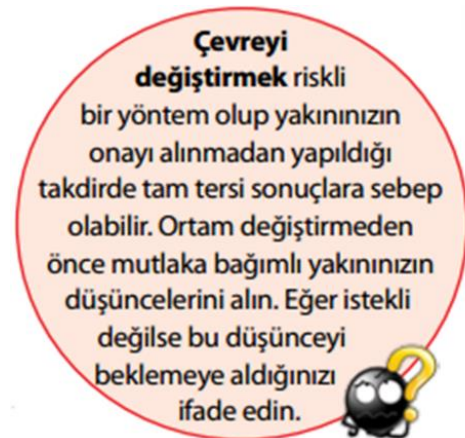 Çevreyi
değiştirmek riskli
bir yöntem olup yakınınızın
onayı alınmadan yapıldığı
takdirde tam tersi sonuçlara sebep
olabilir. Ortam değiştirmeden
önce mutlaka bağımlı yakınınızın
düşüncelerini alın. Eğer istekli
değilse bu düşünceyi
beklemeye aldığınızı
ifade edin.